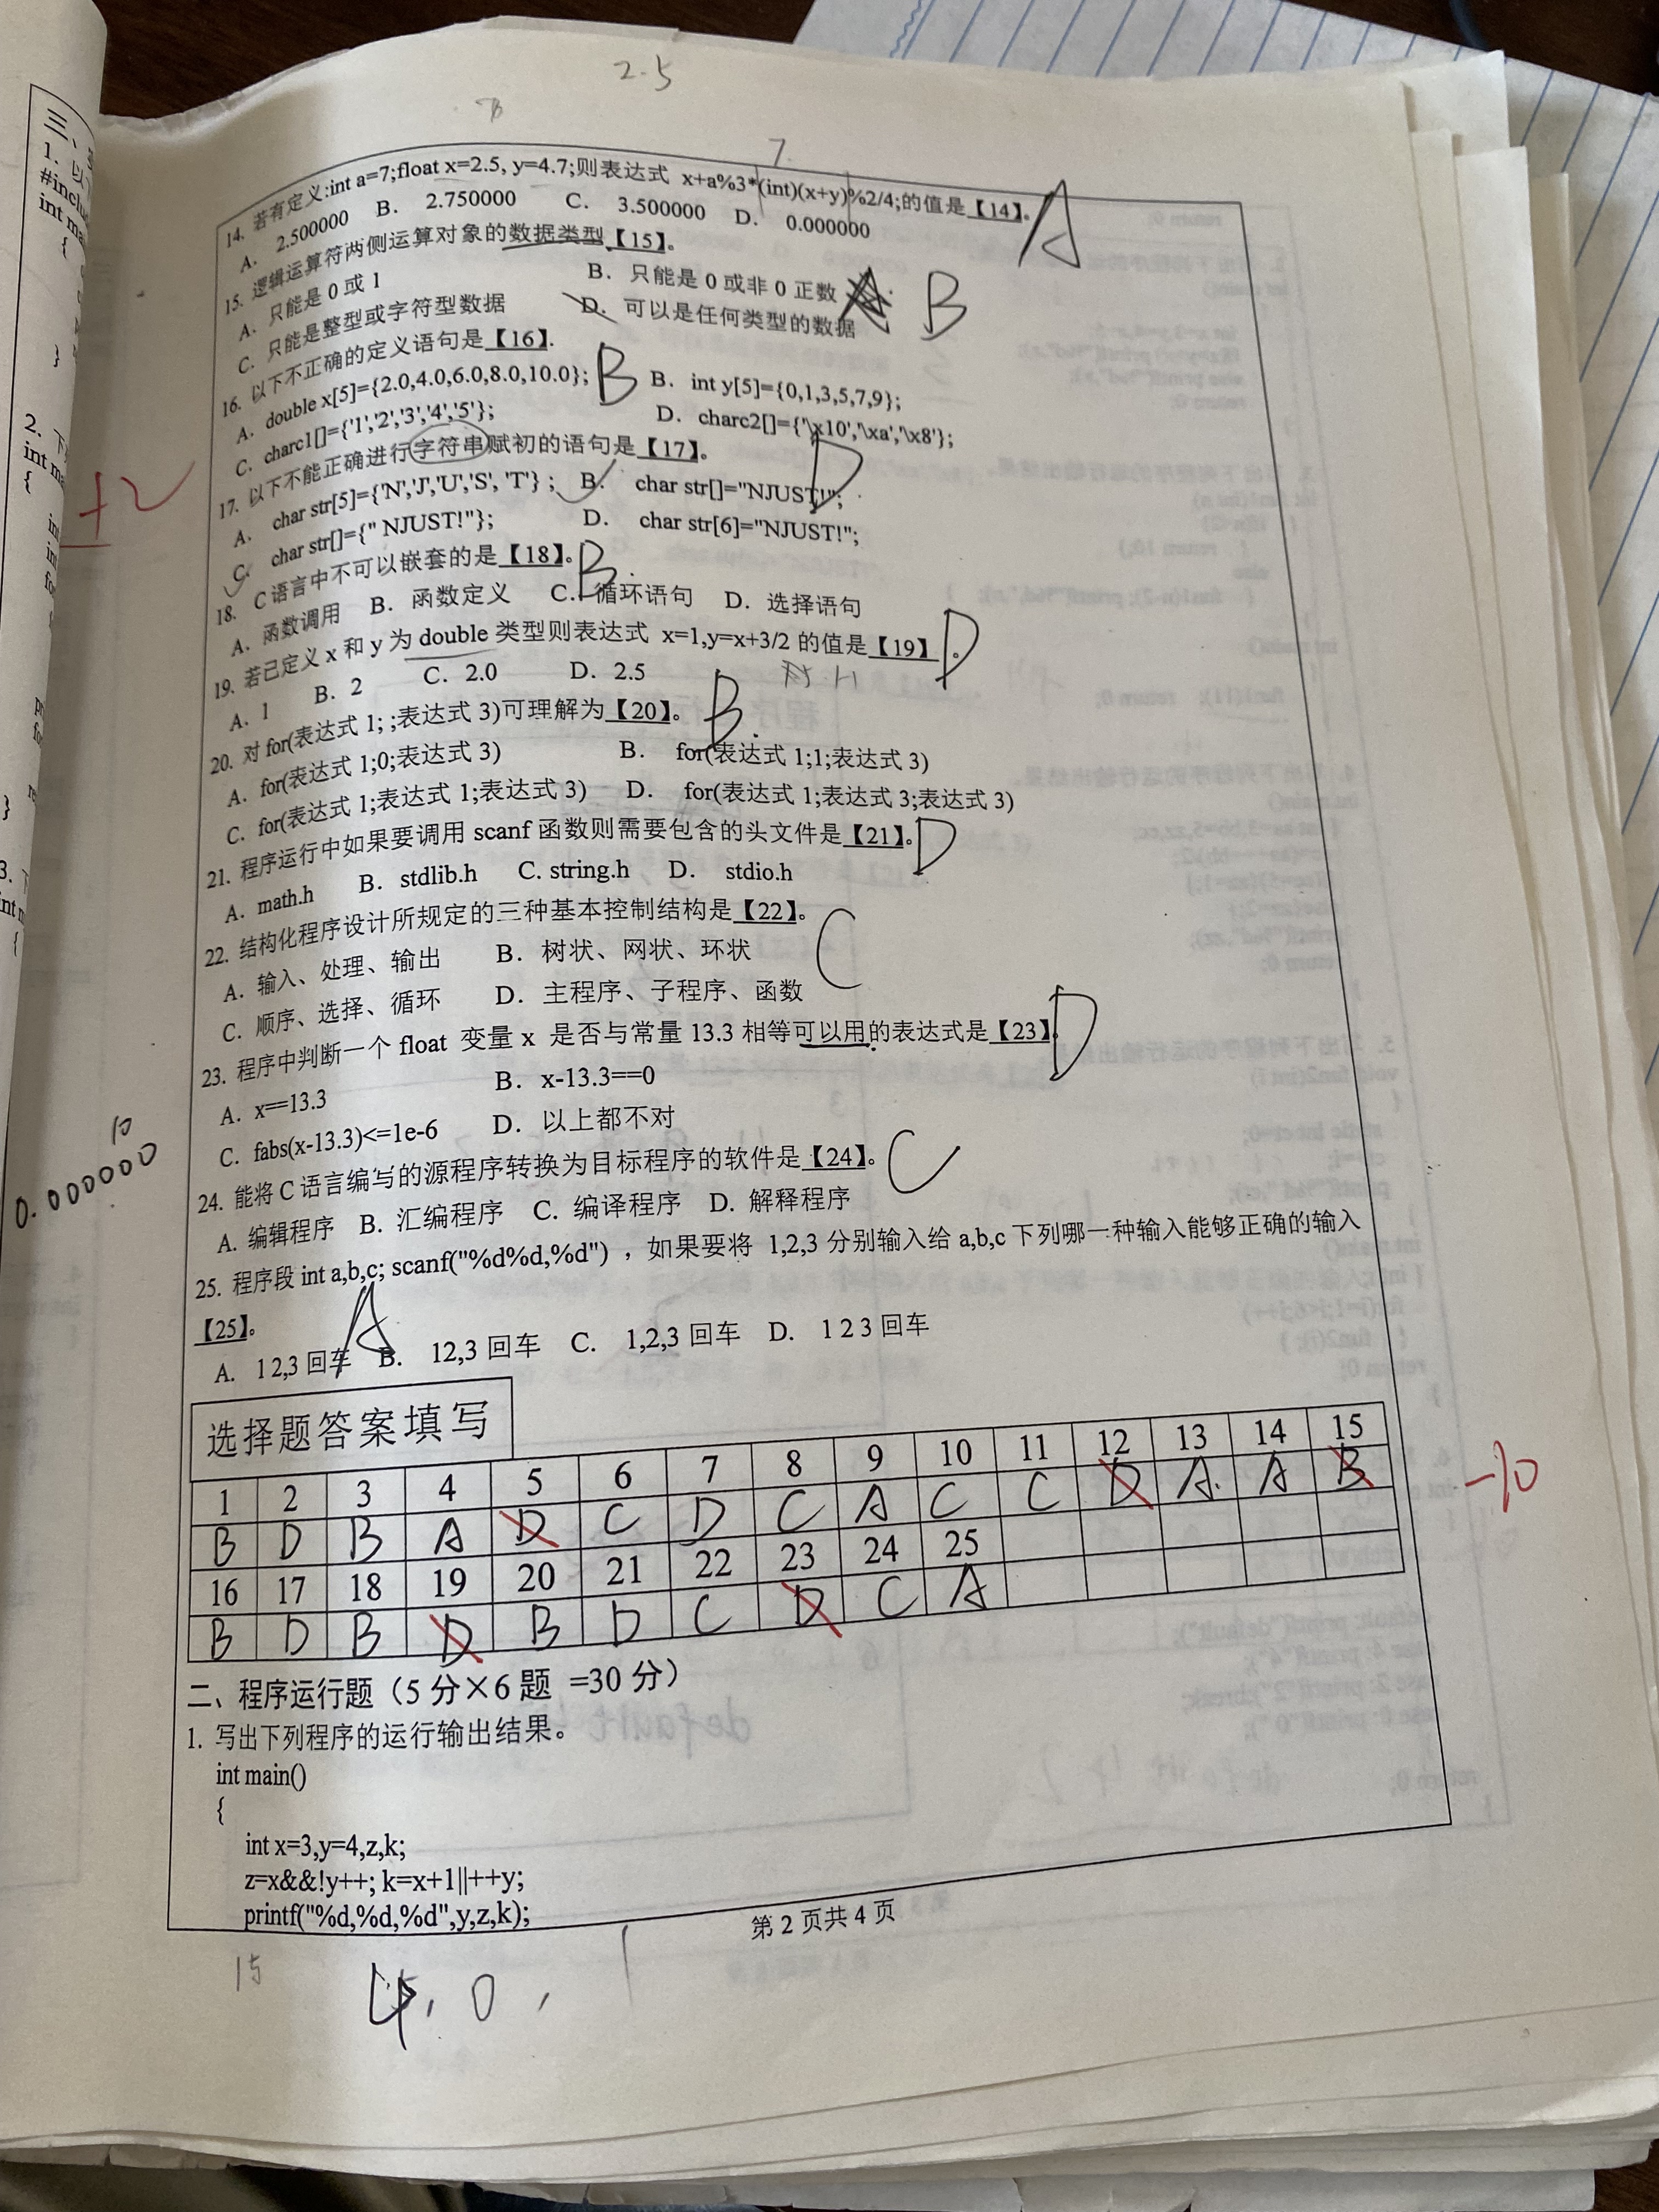 2.5
7
14. 若有定义:int a=7;float x=2.5, y=4.7;则表达式 x+a%3*(int)(x+y)%2/4;的值是【14】。 A
A. 2.500000 B. 2.750000 C. 3.500000 D. 0.000000
15. 逻辑运算符两侧运算对象的数据类型【15】。
A. 只能是 0 或 1 B. 只能是 0 或非 0 正数 B
C. 只能是整型或字符型数据 D. 可以是任何类型的数据
16. 以下不正确的定义语句是【16】.
A. double x[5]={2.0,4.0,6.0,8.0,10.0}; B B. int y[5]={0,1,3,5,7,9};
C. charc1[]={'1','2','3','4','5'}; D. charc2[]={'\x10','\xa','\x8'};
17. 以下不能正确进行字符串赋初的语句是【17】。 D
A. char str[5]={'N','J','U','S', 'T'} ; B. char str[]="NJUST!";
C. char str[]={" NJUST!"}; D. char str[6]="NJUST!";
18. C 语言中不可以嵌套的是【18】。 B
A. 函数调用 B. 函数定义 C. 循环语句 D. 选择语句
19. 若已定义 x 和 y 为 double 类型则表达式 x=1,y=x+3/2 的值是【19】。 D
A. 1 B. 2 C. 2.0 D. 2.5
20. 对 for(表达式 1; ;表达式 3)可理解为【20】。 B
A. for(表达式 1;0;表达式 3) B. for(表达式 1;1;表达式 3)
C. for(表达式 1;表达式 1;表达式 3) D. for(表达式 1;表达式 3;表达式 3)
21. 程序运行中如果要调用 scanf 函数则需要包含的头文件是【21】。 D
A. math.h B. stdlib.h C. string.h D. stdio.h
22. 结构化程序设计所规定的三种基本控制结构是【22】。 C
A. 输入、处理、输出 B. 树状、网状、环状
C. 顺序、选择、循环 D. 主程序、子程序、函数
23. 程序中判断一个 float 变量 x 是否与常量 13.3 相等可以用的表达式是【23】. D
A. x==13.3 B. x-13.3==0
C. fabs(x-13.3)<=1e-6 D. 以上都不对
24. 能将 C 语言编写的源程序转换为目标程序的软件是【24】。 C
A. 编辑程序 B. 汇编程序 C. 编译程序 D. 解释程序
25. 程序段 int a,b,c; scanf("%d%d,%d") ，如果要将 1,2,3 分别输入给 a,b,c 下列哪一种输入能够正确的输入
【25】。 A
A. 1 2,3 回车 B. 12,3 回车 C. 1,2,3 回车 D. 1 2 3 回车
选择题答案填写
1 2 3 4 5 6 7 8 9 10 11 12 13 14 15
B D B A D C D C A C C D A. A B
-10
16 17 18 19 20 21 22 23 24 25
B D B D B D C D C A
二、程序运行题（5 分×6 题 =30 分）
1. 写出下列程序的运行输出结果。
int main()
{
int x=3,y=4,z,k;
z=x&&!y++; k=x+1||++y;
printf("%d,%d,%d",y,z,k);
第 2 页共 4 页
15
, 0 , 1
+2
10
0.000000
三、
1. 以
#inclu
int ma
{
}
2. 下
int ma
{
}
3.
{